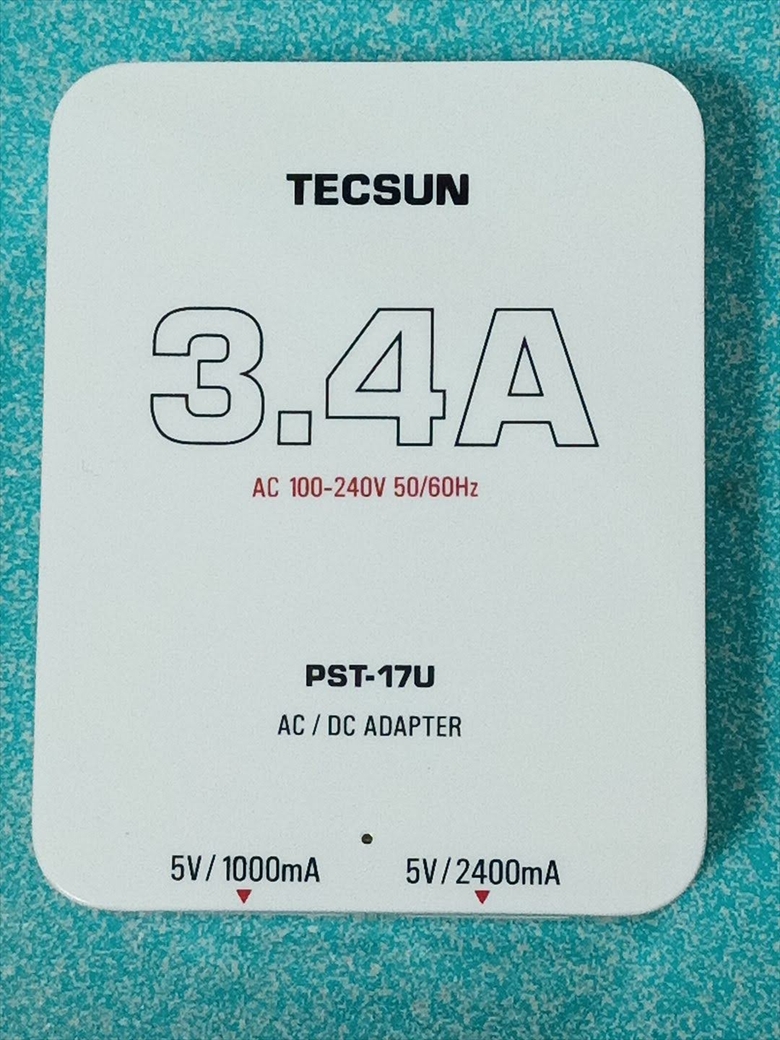 TECSUN
3.4A
AC 100-240V 50/60Hz
PST-17U
AC / DC ADAPTER
5V/1000mA 5V/2400mA